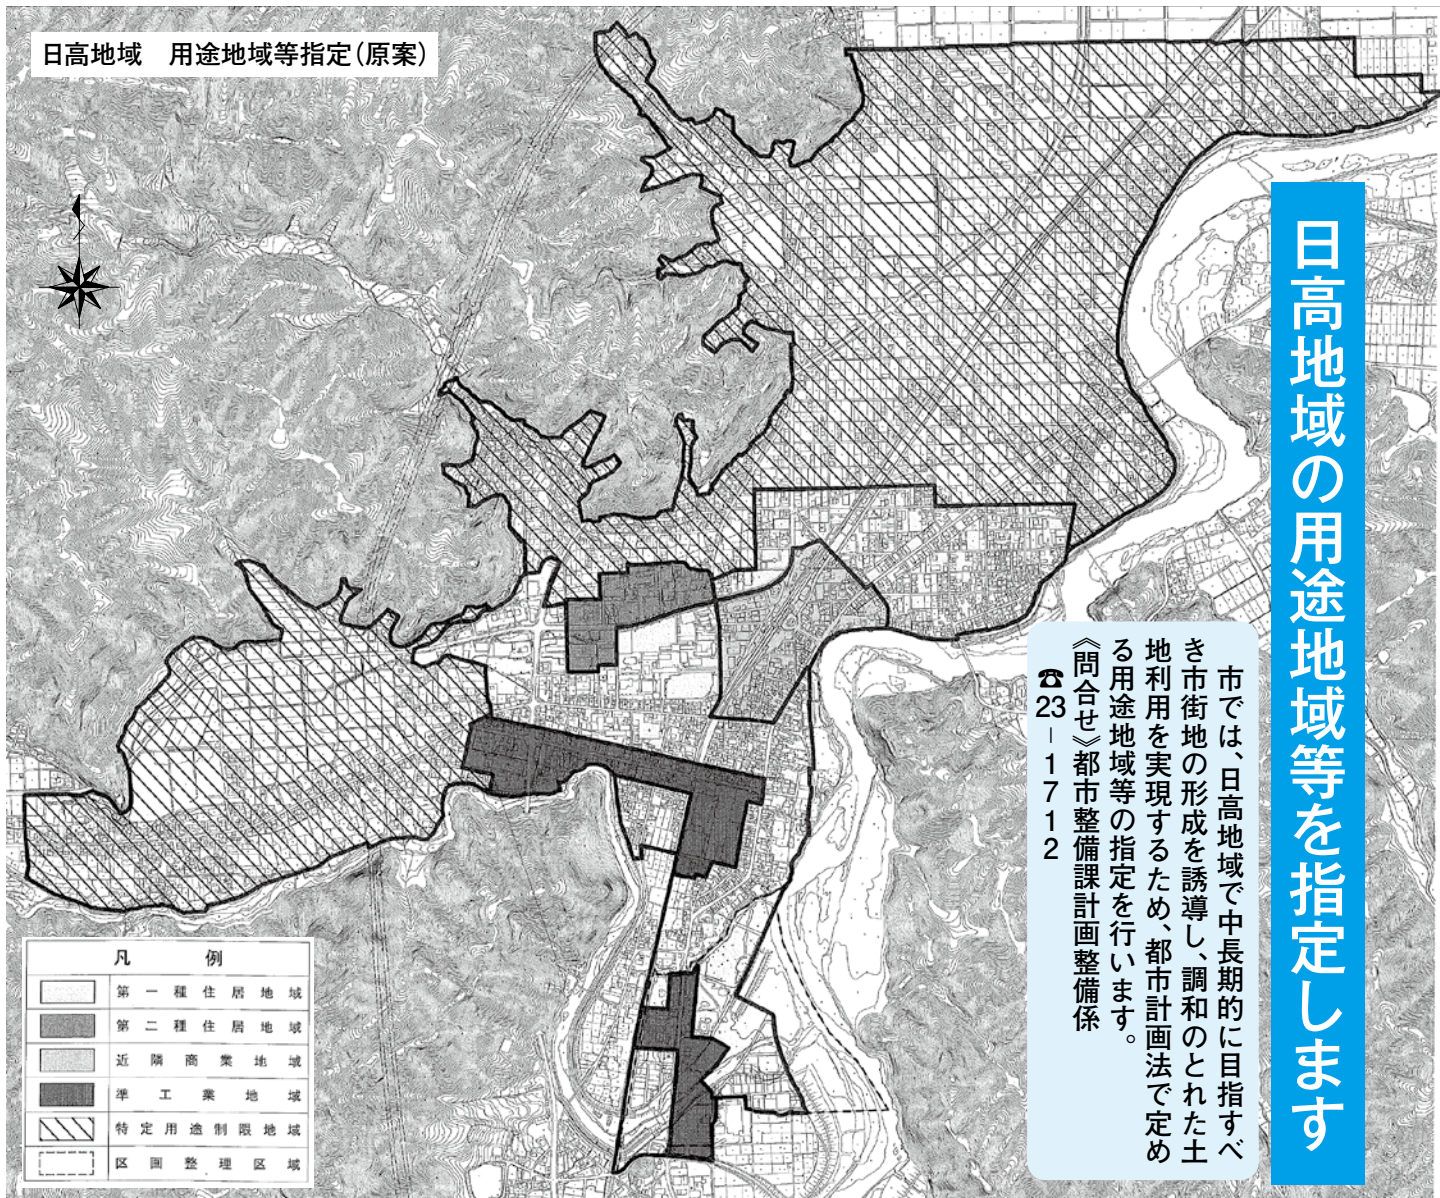 日高地域　用途地域等指定（原案）
日高地域の用途地域等を指定します
　市では、日高地域で中長期的に目指すべ
き市街地の形成を誘導し、調和のとれた土
地利用を実現するため、都市計画法で定め
る用途地域等の指定を行います。
《問合せ》都市整備課計画整備係
☎23－1712
凡例
第一種住居地域
第二種住居地域
近隣商業地域
準工業地域
特定用途制限地域
区画整理区域